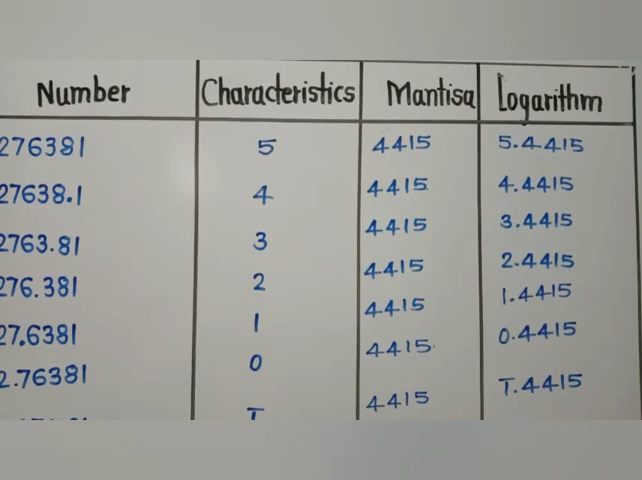 Number Characteristics Mantisa Logarithm
276381 5 4415 5.4415
27638.1 4 4415 4.4415
2763.81 3 4415 3.4415
276.381 2 4415 2.4415
27.6381 1 4415 1.4415
2.76381 0 4415. 0.4415
4415 T.4415